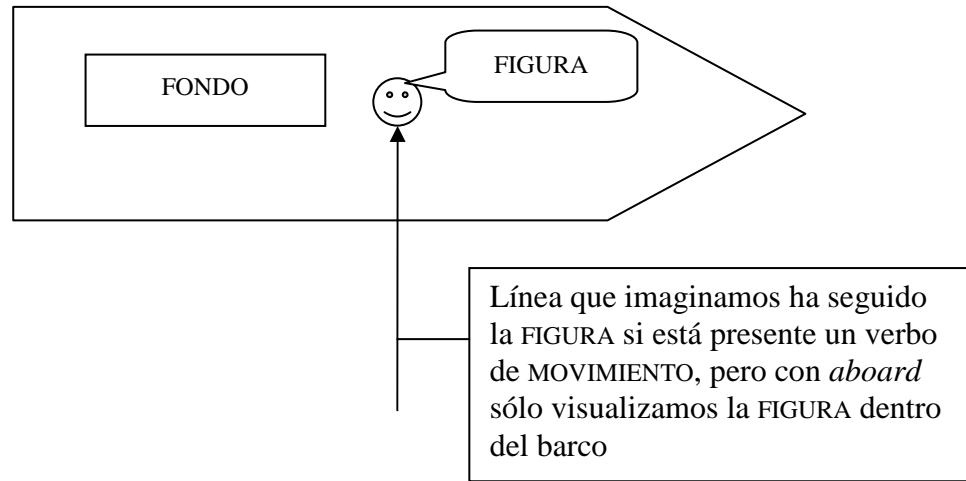 FONDO
FIGURA
Línea que imaginamos ha seguido
la FIGURA si está presente un verbo
de MOVIMIENTO, pero con aboard
sólo visualizamos la FIGURA dentro
del barco